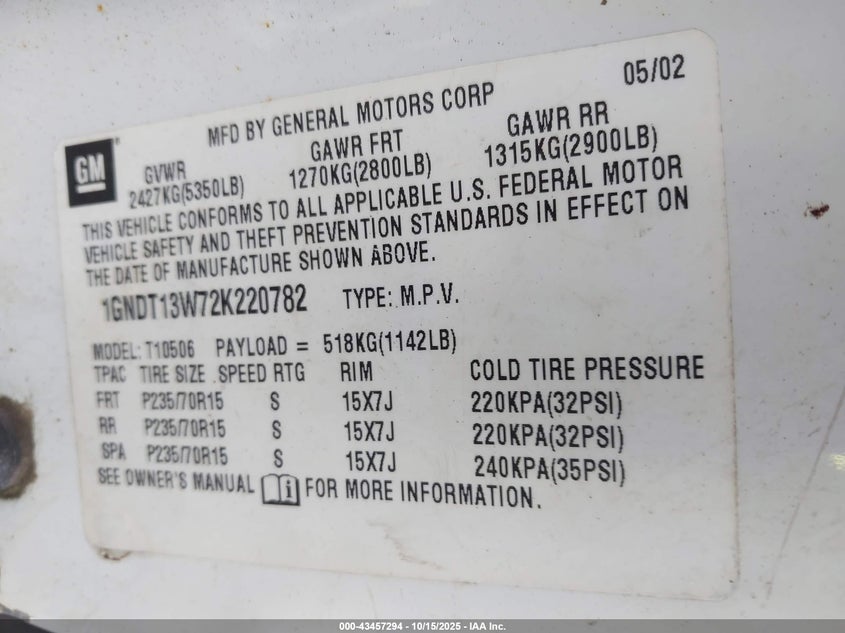 05/02
MFD BY GENERAL MOTORS CORP
GM
GVWR GAWR FRT GAWR RR
2427KG(5350LB) 1270KG(2800LB) 1315KG(2900LB)
THIS VEHICLE CONFORMS TO ALL APPLICABLE U.S. FEDERAL MOTOR
VEHICLE SAFETY AND THEFT PREVENTION STANDARDS IN EFFECT ON
THE DATE OF MANUFACTURE SHOWN ABOVE.
1GNDT13W72K220782 TYPE: M.P.V.
MODEL: T10506 PAYLOAD = 518KG(1142LB)
TPAC TIRE SIZE SPEED RTG RIM COLD TIRE PRESSURE
FRT P235/70R15 S 15X7J 220KPA(32PSI)
RR P235/70R15 S 15X7J 220KPA(32PSI)
SPA P235/70R15 S 15X7J 240KPA(35PSI)
SEE OWNER'S MANUAL FOR MORE INFORMATION.
000-43457294 - 10/15/2025 - IAA Inc.